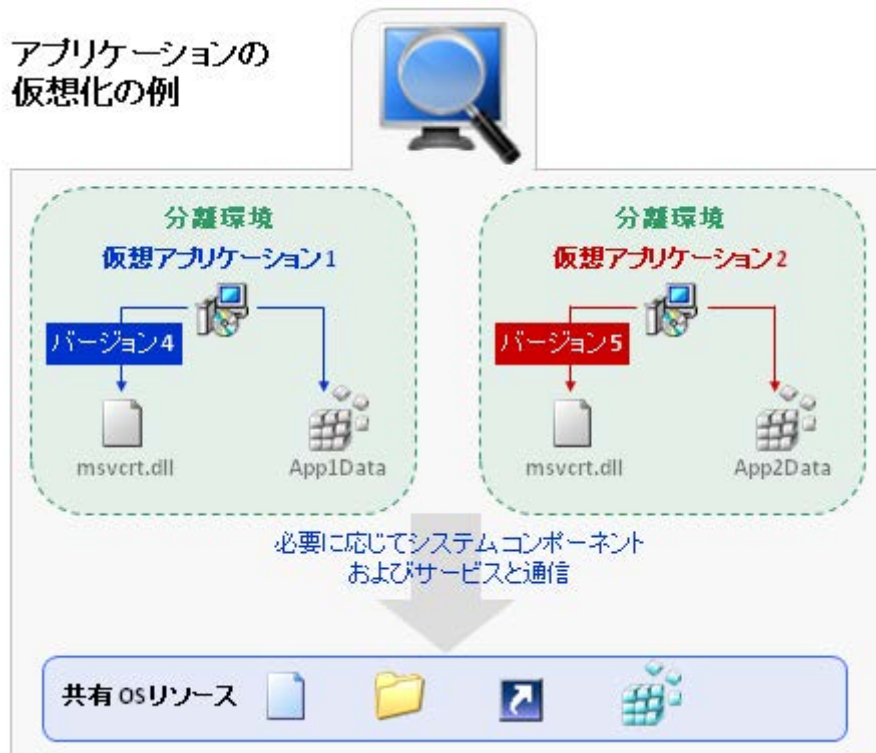 アプリケーションの
仮想化の例
分離環境
仮想アプリケーション1
バージョン4
msvcrt.dll
App1Data
分離環境
仮想アプリケーション2
バージョン5
msvcrt.dll
App2Data
必要に応じてシステムコンポーネント
およびサービスと通信
共有OSリソース